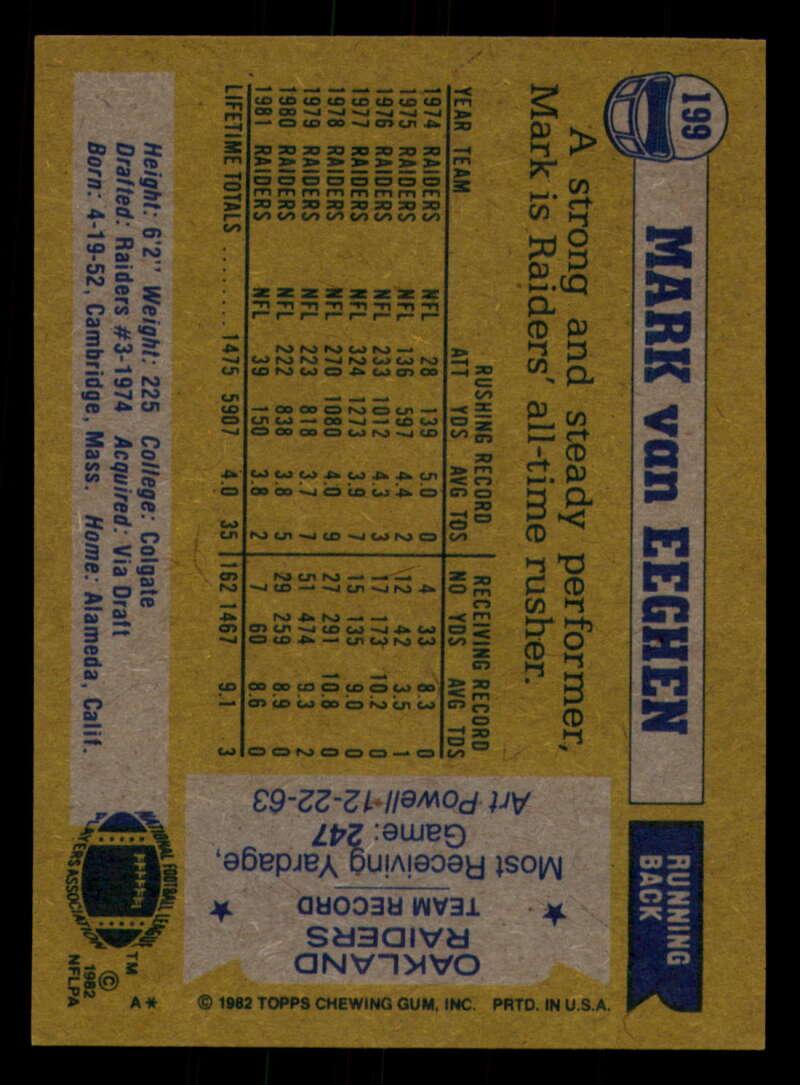 199
MARK van EEGHEN
RUNNING
BACK
A strong and steady performer,
Mark is Raiders' all-time rusher.
RUSHING RECORD RECEIVING RECORD
YEAR TEAM ATT YDS AVG TDS NO YDS AVG TDS
1974 RAIDERS NFL 28 139 5.0 0 4 33 8.3 0
1975 RAIDERS NFL 136 597 4.4 2 12 42 3.5 1
1976 RAIDERS NFL 233 1012 4.3 3 17 173 10.2 0
1977 RAIDERS NFL 324 1273 3.9 7 15 135 9.0 0
1978 RAIDERS NFL 270 1080 4.0 9 27 291 10.8 0
1979 RAIDERS NFL 223 818 3.7 7 51 474 9.3 2
1980 RAIDERS NFL 222 838 3.8 5 29 259 8.9 0
1981 RAIDERS NFL 39 150 3.8 2 7 60 8.6 0
LIFETIME TOTALS ........ 1475 5907 4.0 35 162 1467 9.1 3
Height: 6'2" Weight: 225 College: Colgate
Drafted: Raiders #3-1974 Acquired: Via Draft
Born: 4-19-52, Cambridge, Mass. Home: Alameda, Calif.
OAKLAND
RAIDERS
TEAM RECORD
Most Receiving Yardage,
Game: 247
Art Powell-12-22-63
NATIONAL FOOTBALL LEAGUE
PLAYERS ASSOCIATION
TM
©
1982
NFLPA
A*
© 1982 TOPPS CHEWING GUM, INC. PRTD. IN U.S.A.